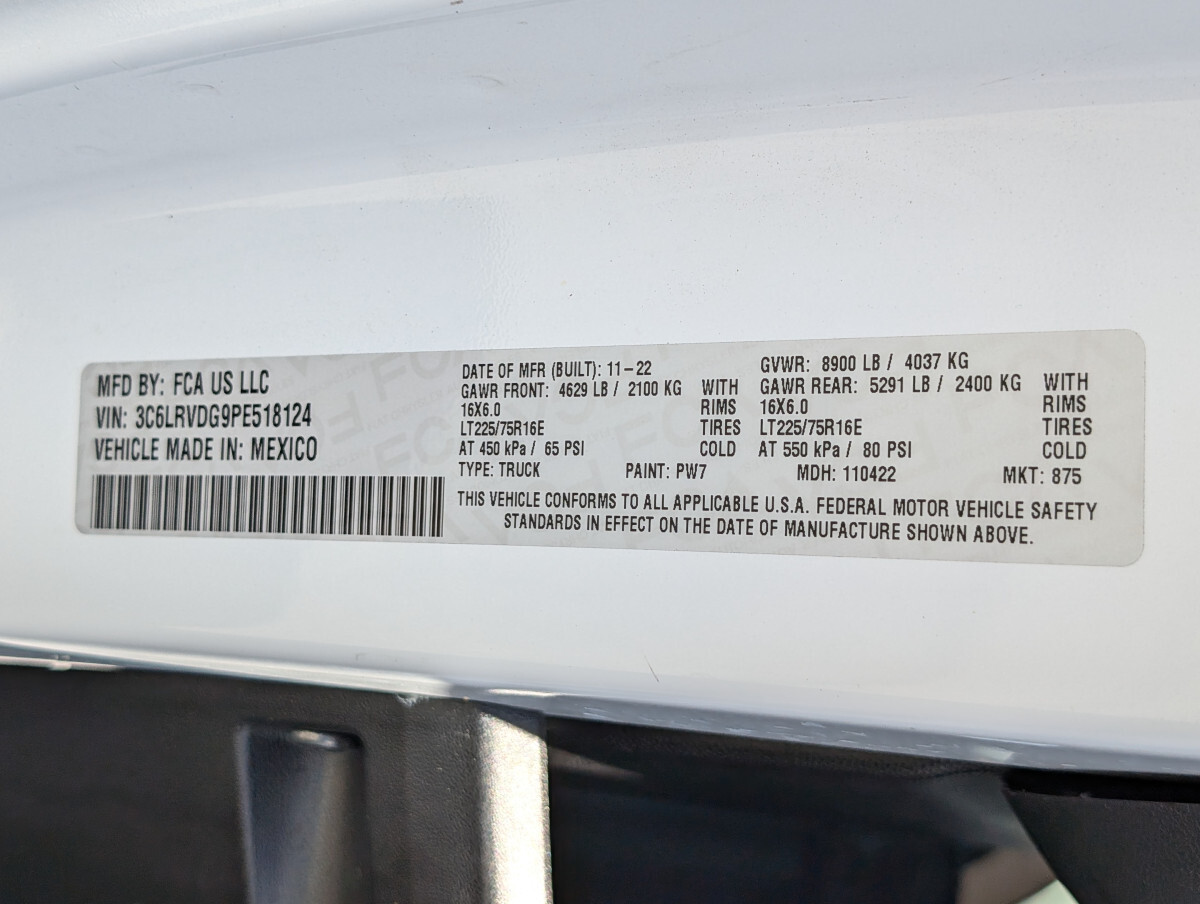 MFD BY: FCA US LLC
VIN: 3C6LRVDG9PE518124
VEHICLE MADE IN: MEXICO
DATE OF MFR (BUILT): 11-22 GVWR: 8900 LB / 4037 KG
GAWR FRONT: 4629 LB / 2100 KG WITH GAWR REAR: 5291 LB / 2400 KG WITH
16X6.0 RIMS 16X6.0 RIMS
LT225/75R16E TIRES LT225/75R16E TIRES
AT 450 kPa / 65 PSI COLD AT 550 kPa / 80 PSI COLD
TYPE: TRUCK PAINT: PW7 MDH: 110422 MKT: 875
THIS VEHICLE CONFORMS TO ALL APPLICABLE U.S.A. FEDERAL MOTOR VEHICLE SAFETY
STANDARDS IN EFFECT ON THE DATE OF MANUFACTURE SHOWN ABOVE.